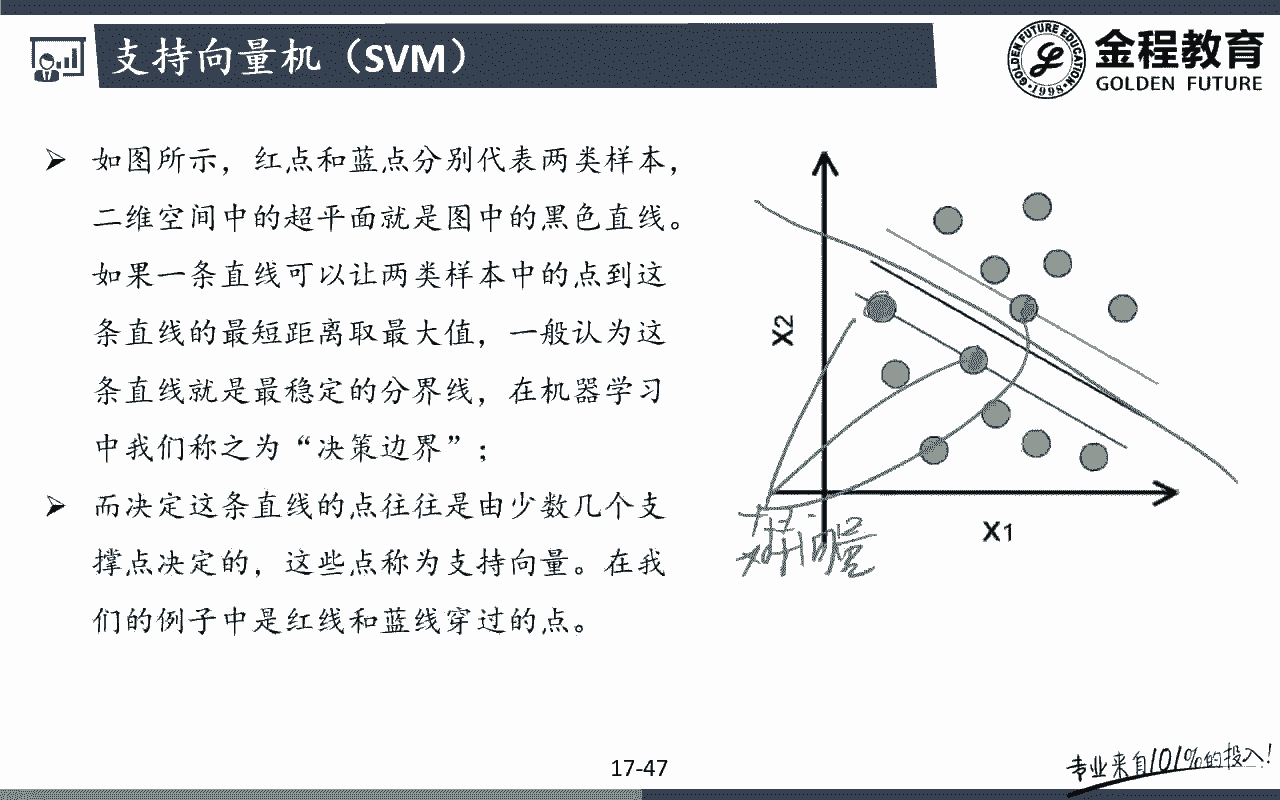 支持向量机（SVM）
GOLDEN FUTURE EDUCATION
1998
金程教育
GOLDEN FUTURE
➤ 如图所示，红点和蓝点分别代表两类样本，
二维空间中的超平面就是图中的黑色直线。
如果一条直线可以让两类样本中的点到这
条直线的最短距离取最大值，一般认为这
条直线就是最稳定的分界线，在机器学习
中我们称之为“决策边界”；
➤ 而决定这条直线的点往往是由少数几个支
撑点决定的，这些点称为支持向量。在我
们的例子中是红线和蓝线穿过的点。
X2
X1
向量
17-47
专业来自101%的投入!